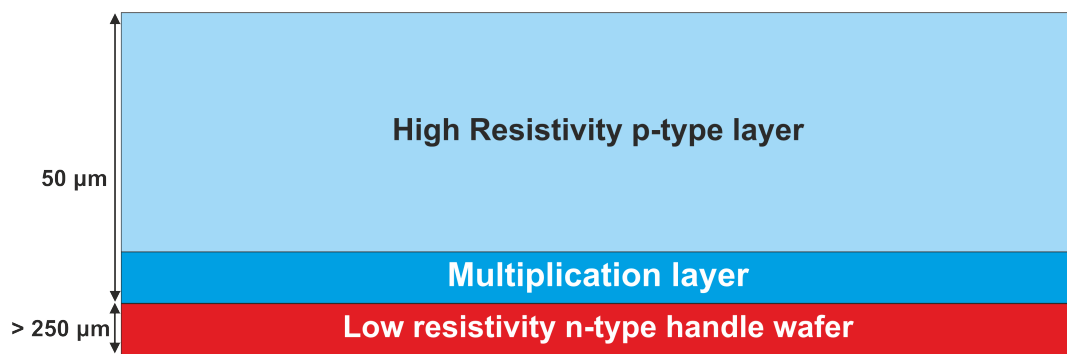 High Resistivity p-type layer
50 µm
Multiplication layer
> 250 µm
Low resistivity n-type handle wafer